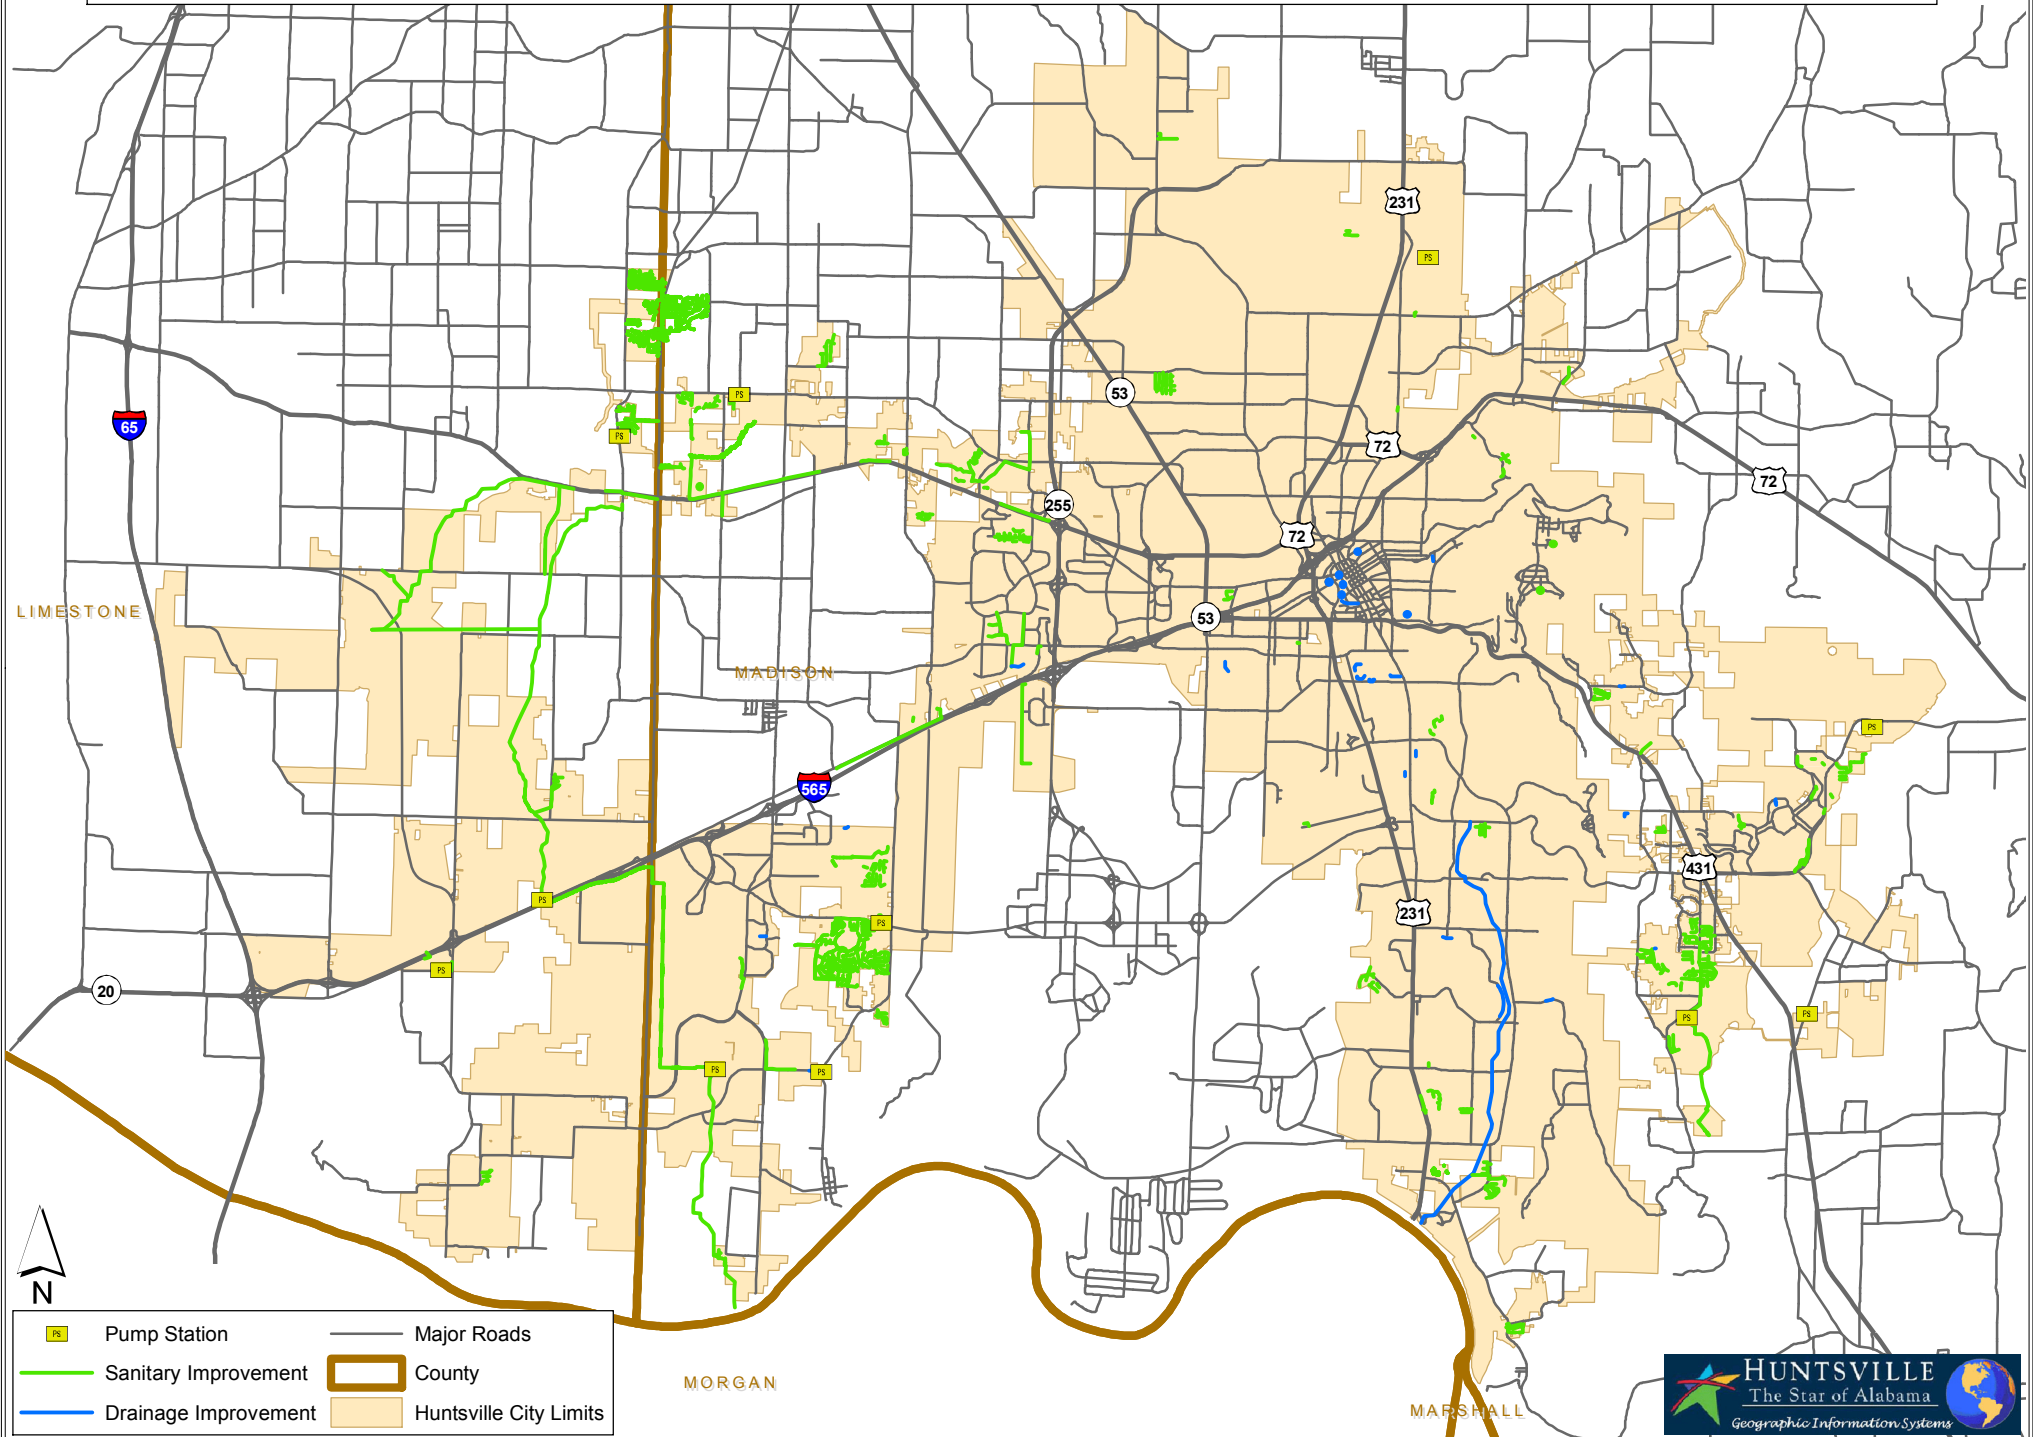 231
PS
PS
53
65
PS
72
72
255
72
LIMESTONE
53
MADISON
PS
565
431
PS
231
PS
PS
20
PS
PS
PS
PS
N
PS Pump Station
Major Roads
Sanitary Improvement
County
Drainage Improvement
Huntsville City Limits
MORGAN
MARSHALL
HUNTSVILLE
The Star of Alabama
Geographic Information Systems